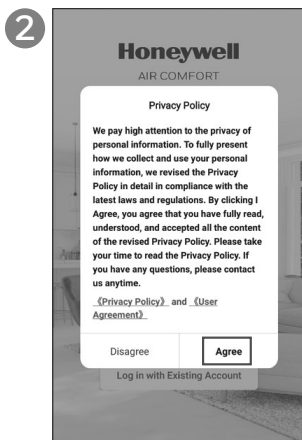 2
Honeywell
AIR COMFORT
Privacy Policy
We pay high attention to the privacy of
personal information. To fully present
how we collect and use your personal
information, we revised the Privacy
Policy in detail in compliance with the
latest laws and regulations. By clicking I
Agree, you agree that you have fully read,
understood, and accepted all the content
of the revised Privacy Policy. Please take
your time to read the Privacy Policy. If
you have any questions, please contact
us anytime.
《Privacy Policy》 and 《User
Agreement》
Disagree
Agree
Log in with Existing Account